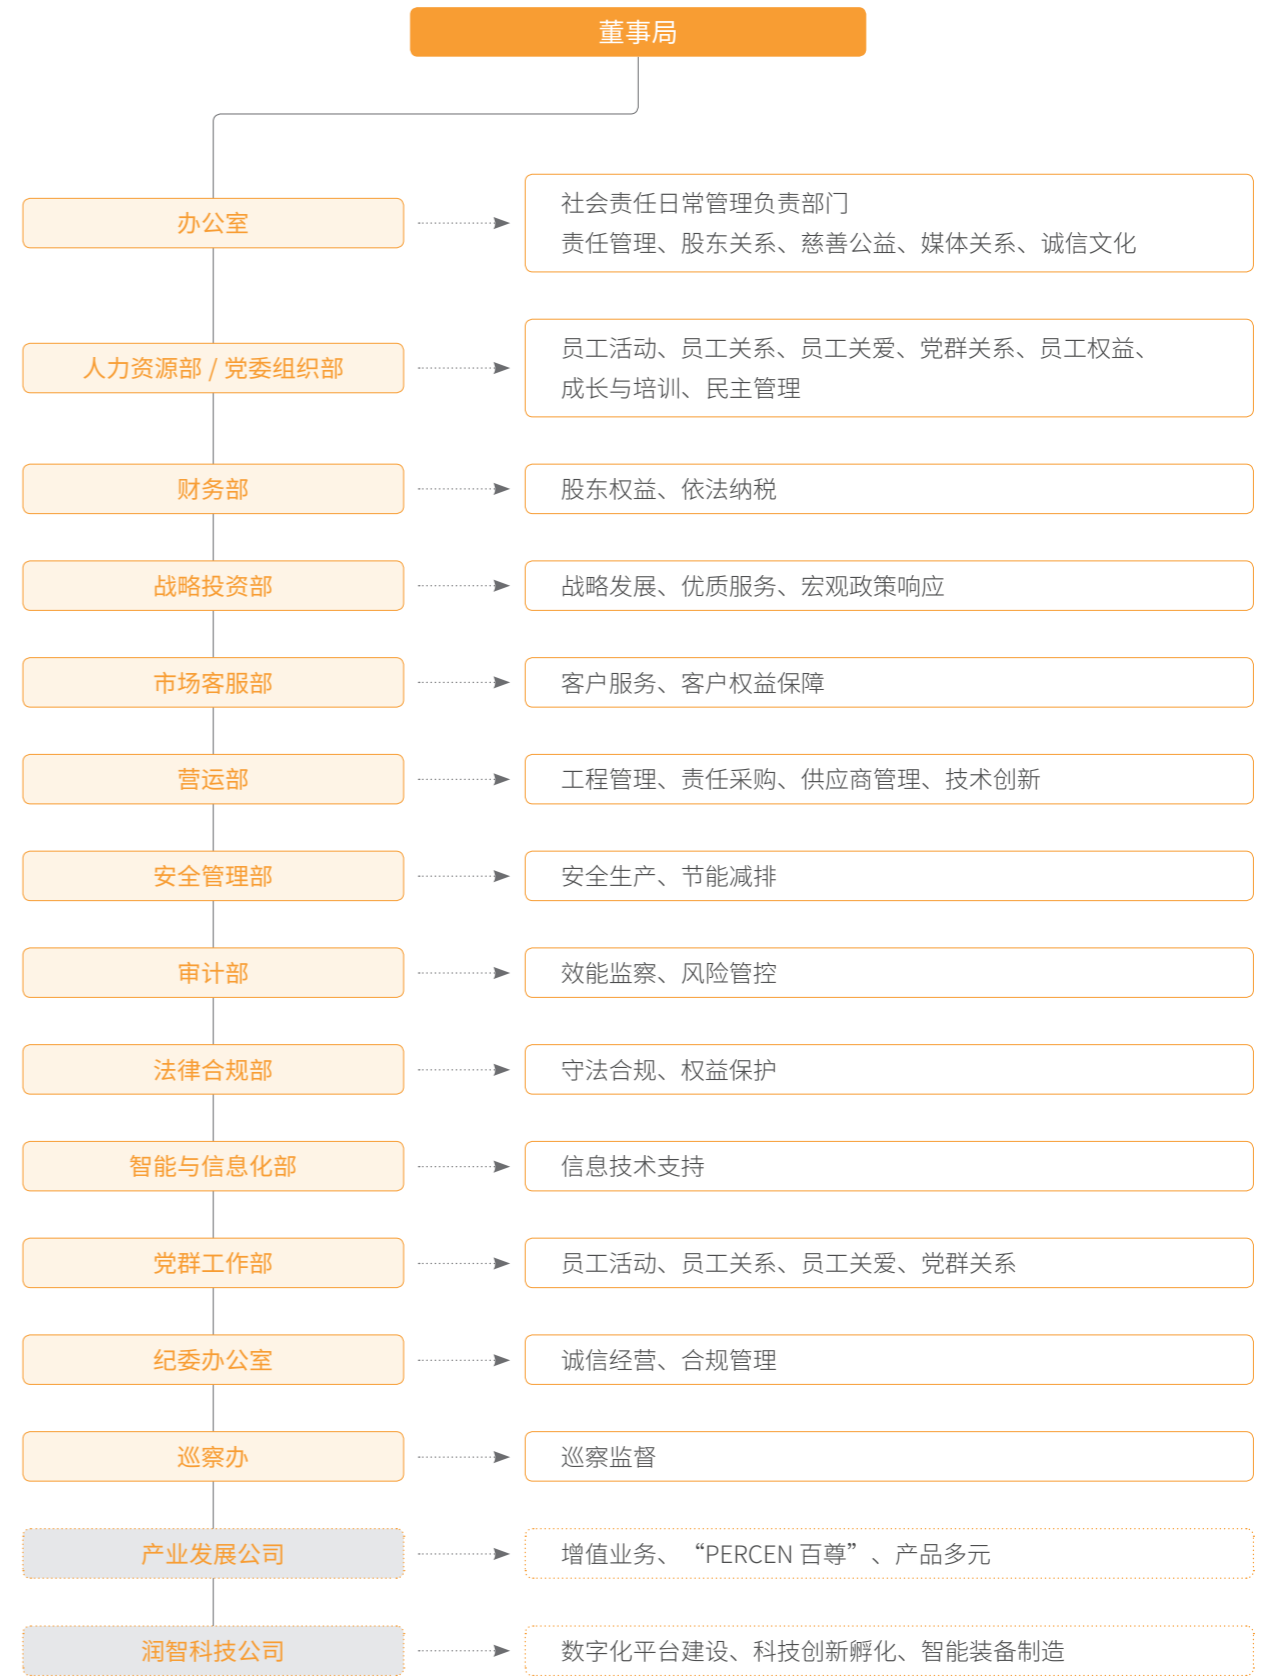 董事局
办公室
社会责任日常管理负责部门
责任管理、股东关系、慈善公益、媒体关系、诚信文化
人力资源部 / 党委组织部
员工活动、员工关系、员工关爱、党群关系、员工权益、
成长与培训、民主管理
财务部
股东权益、依法纳税
战略投资部
战略发展、优质服务、宏观政策响应
市场客服部
客户服务、客户权益保障
营运部
工程管理、责任采购、供应商管理、技术创新
安全管理部
安全生产、节能减排
审计部
效能监察、风险管控
法律合规部
守法合规、权益保护
智能与信息化部
信息技术支持
党群工作部
员工活动、员工关系、员工关爱、党群关系
纪委办公室
诚信经营、合规管理
巡察办
巡察监督
产业发展公司
增值业务、“PERCEN 百尊”、产品多元
润智科技公司
数字化平台建设、科技创新孵化、智能装备制造